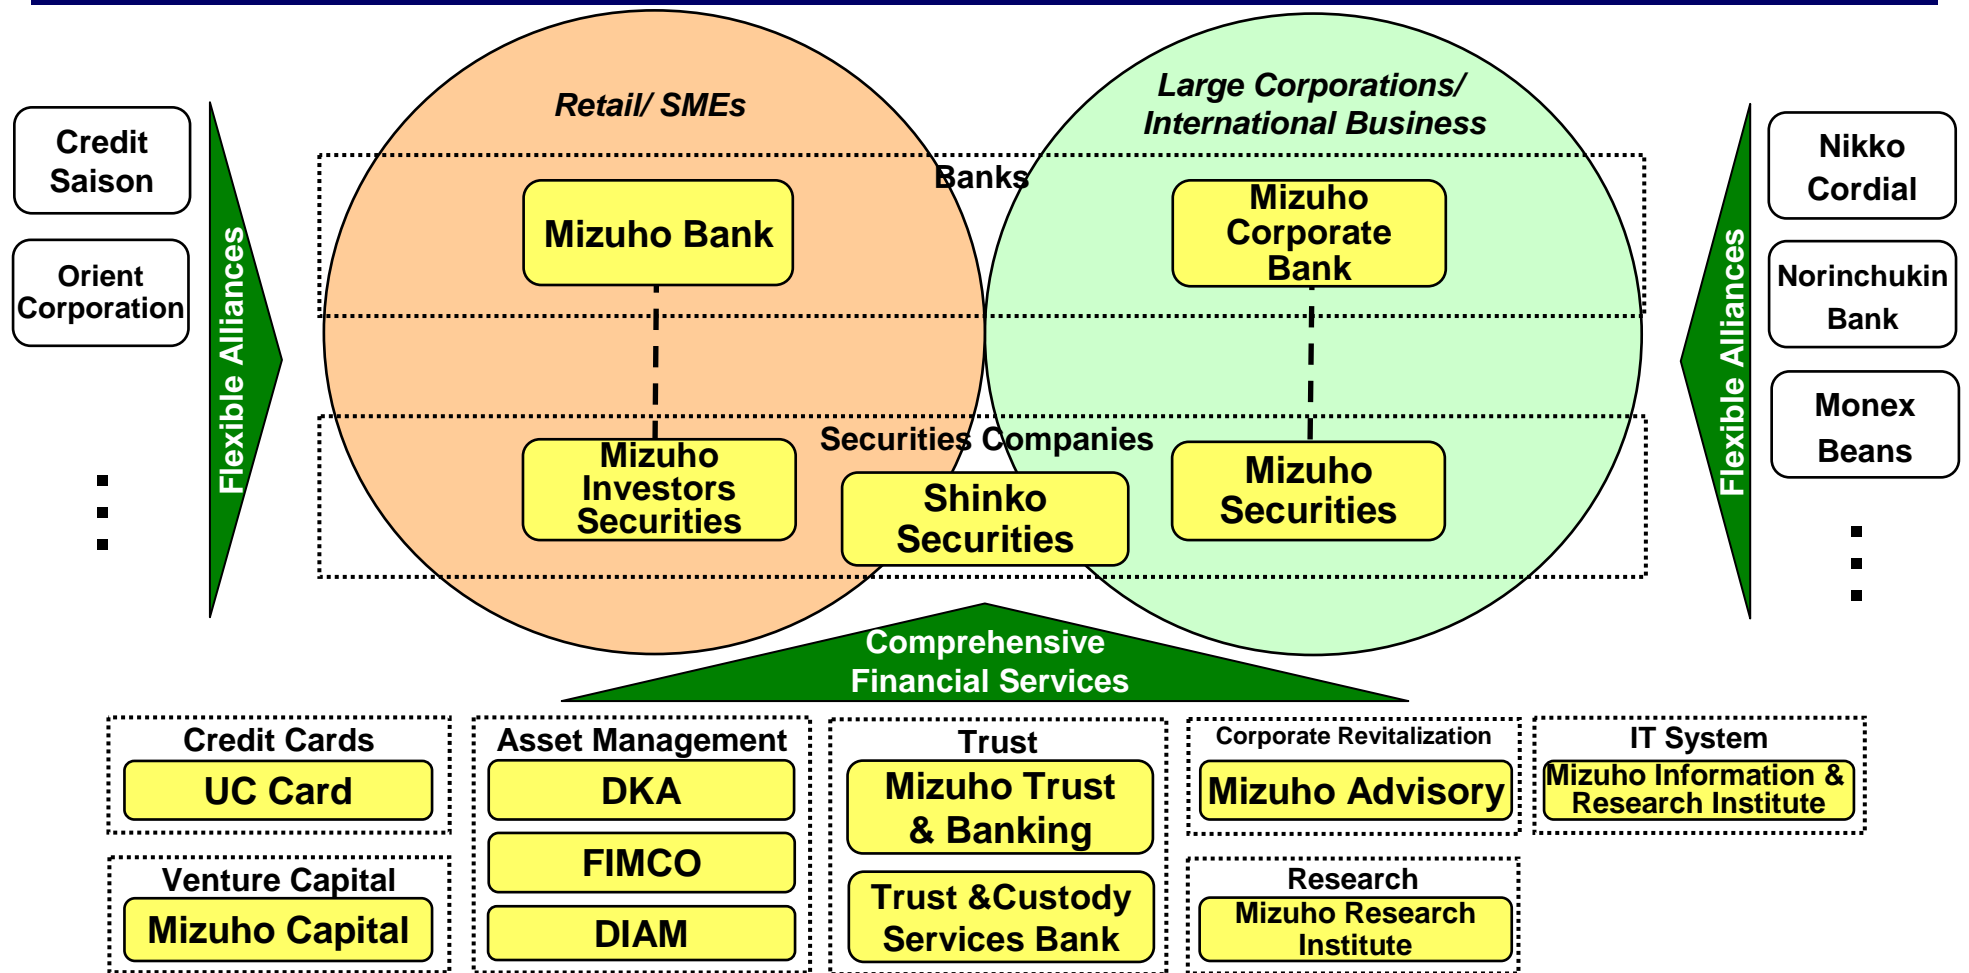 Retail/ SMEs
Large Corporations/
International Business
Credit
Saison
Orient
Corporation
Flexible Alliances
Banks
Mizuho Bank
Mizuho
Corporate
Bank
Securities Companies
Mizuho
Investors
Securities
Shinko
Securities
Mizuho
Securities
Flexible Alliances
Nikko
Cordial
Norinchukin
Bank
Monex
Beans
Comprehensive
Financial Services
Credit Cards
UC Card
Venture Capital
Mizuho Capital
Asset Management
DKA
FIMCO
DIAM
Trust
Mizuho Trust
& Banking
Trust &Custody
Services Bank
Corporate Revitalization
Mizuho Advisory
Research
Mizuho Research
Institute
IT System
Mizuho Information &
Research Institute